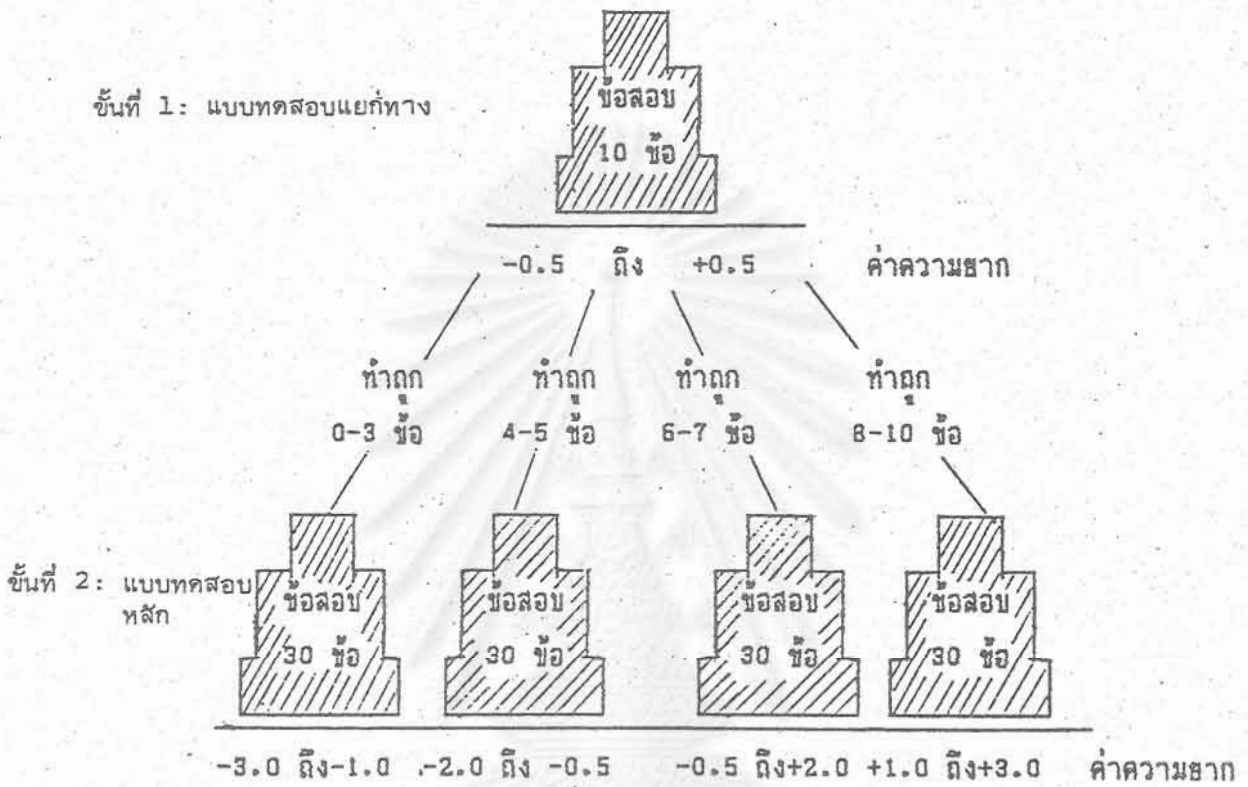 ข้อสอบ
ขั้นที่ 1: แบบทดสอบแยกทาง
10 ข้อ
-0.5 ถึง +0.5 ค่าความยาก
ทำถูก ทำถูก ทำถูก ทำถูก
0-3 ข้อ 4-5 ข้อ 6-7 ข้อ 8-10 ข้อ
ขั้นที่ 2: แบบทดสอบ
หลัก
ข้อสอบ ข้อสอบ ข้อสอบ ข้อสอบ
30 ข้อ 30 ข้อ 30 ข้อ 30 ข้อ
-3.0 ถึง-1.0 -2.0 ถึง -0.5 -0.5 ถึง+2.0 +1.0 ถึง+3.0 ค่าความยาก